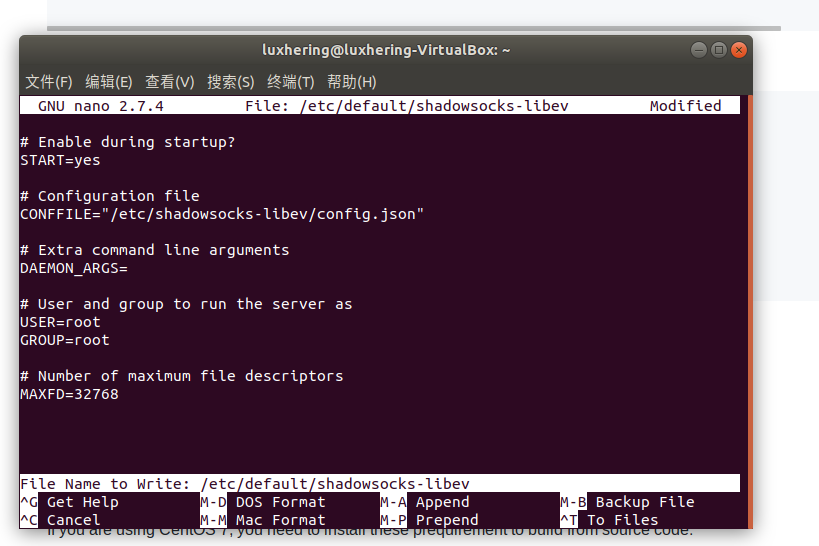 luxhering@luxhering-VirtualBox: ~
文件(F) 编辑(E) 查看(V) 搜索(S) 终端(T) 帮助(H)
GNU nano 2.7.4 File: /etc/default/shadowsocks-libev Modified
# Enable during startup?
START=yes
# Configuration file
CONFFILE="/etc/shadowsocks-libev/config.json"
# Extra command line arguments
DAEMON_ARGS=
# User and group to run the server as
USER=root
GROUP=root
# Number of maximum file descriptors
MAXFD=32768
File Name to Write: /etc/default/shadowsocks-libev
^G Get Help M-D DOS Format M-A Append M-B Backup File
^C Cancel M-M Mac Format M-P Prepend ^T To Files
If you are using CentOS 7, you need to install these prequirement to build from source code: